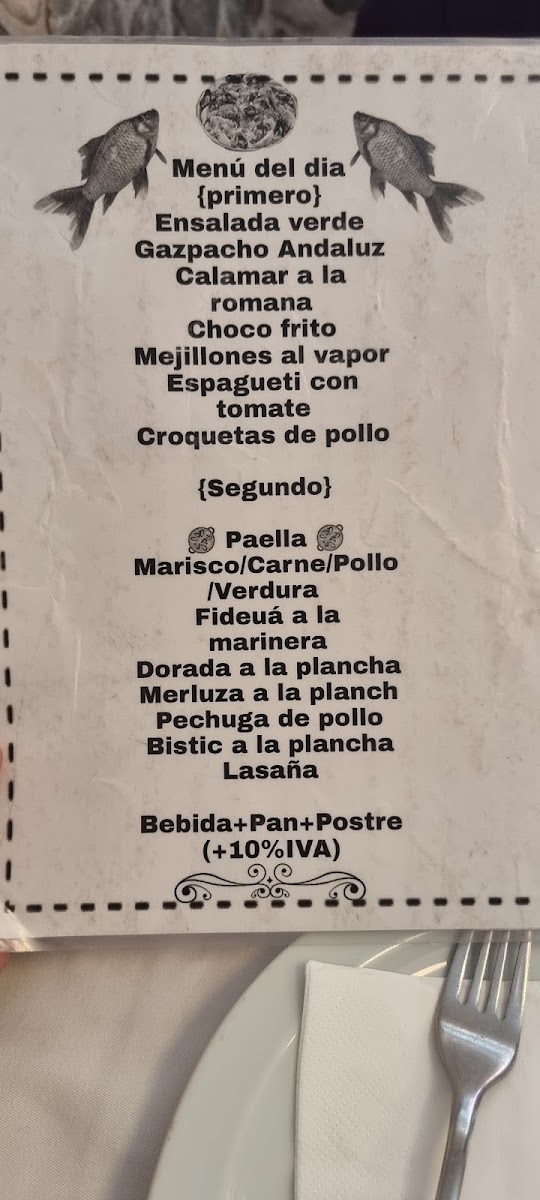 Menú del dia
{primero}
Ensalada verde
Gazpacho Andaluz
Calamar a la
romana
Choco frito
Mejillones al vapor
Espagueti con
tomate
Croquetas de pollo
{Segundo}
Paella
Marisco/Carne/Pollo
/Verdura
Fideuá a la
marinera
Dorada a la plancha
Merluza a la planch
Pechuga de pollo
Bistic a la plancha
Lasaña
Bebida+Pan+Postre
(+10%IVA)